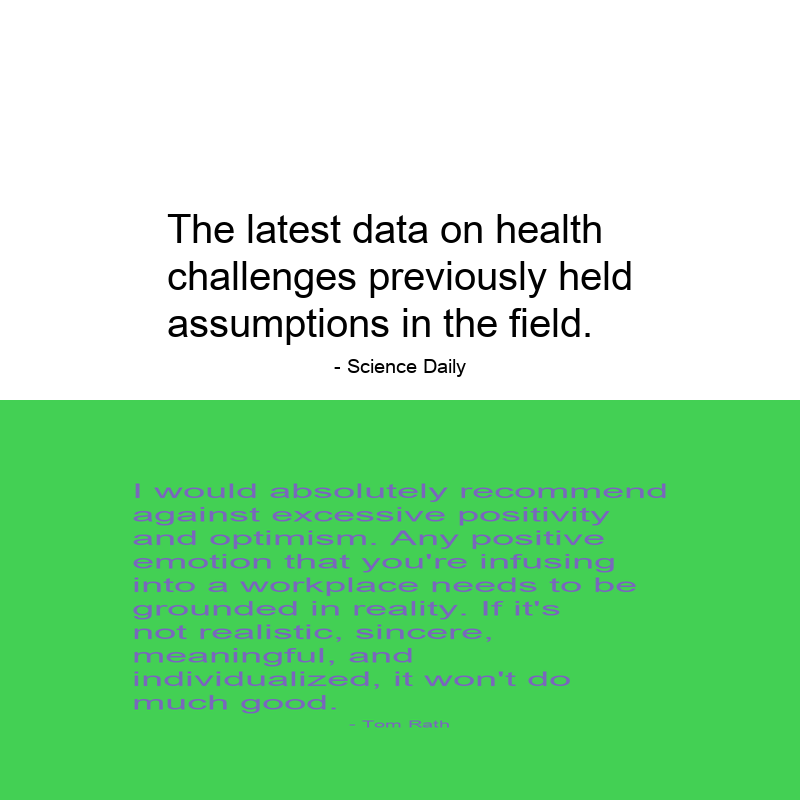 The latest data on health
challenges previously held
assumptions in the field.
- Science Daily
I would absolutely recommend
against excessive positivity
and optimism. Any positive
emotion that you're infusing
into a workplace needs to be
grounded in reality. If it's
not realistic, sincere,
meaningful, and
individualized, it won't do
much good.
- Tom Rath